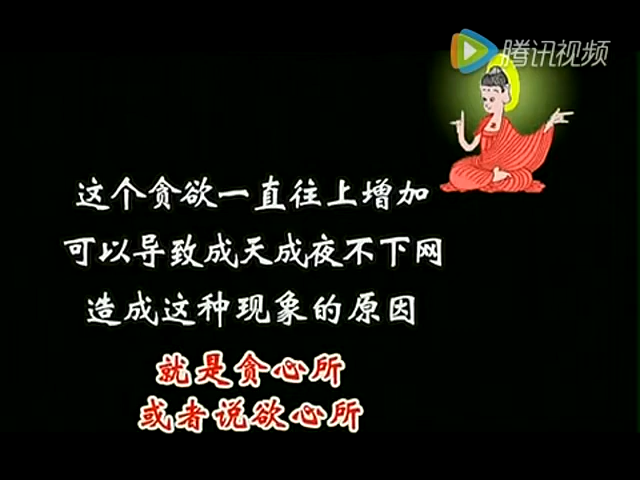 腾讯视频
这个贪欲一直往上增加
可以导致成天成夜不下网
造成这种现象的原因
就是贪心所
或者说欲心所